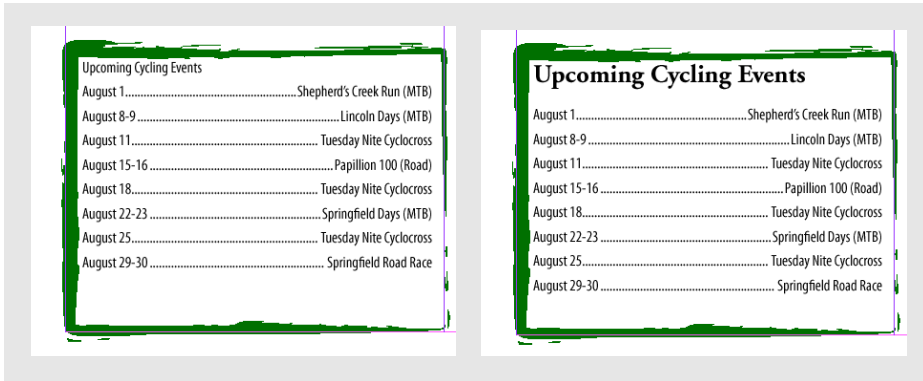 Upcoming Cycling Events
August 1................................................Shepherd's Creek Run (MTB)
August 8-9.........................................................Lincoln Days (MTB)
August 11.................................................... Tuesday Nite Cyclocross
August 15-16...................................................Papillion 100 (Road)
August 18.................................................... Tuesday Nite Cyclocross
August 22-23................................................Springfield Days (MTB)
August 25.................................................... Tuesday Nite Cyclocross
August 29-30................................................. Springfield Road Race
Upcoming Cycling Events
August 1................................................Shepherd's Creek Run (MTB)
August 8-9.........................................................Lincoln Days (MTB)
August 11.................................................... Tuesday Nite Cyclocross
August 15-16...................................................Papillion 100 (Road)
August 18.................................................... Tuesday Nite Cyclocross
August 22-23................................................Springfield Days (MTB)
August 25.................................................... Tuesday Nite Cyclocross
August 29-30................................................. Springfield Road Race